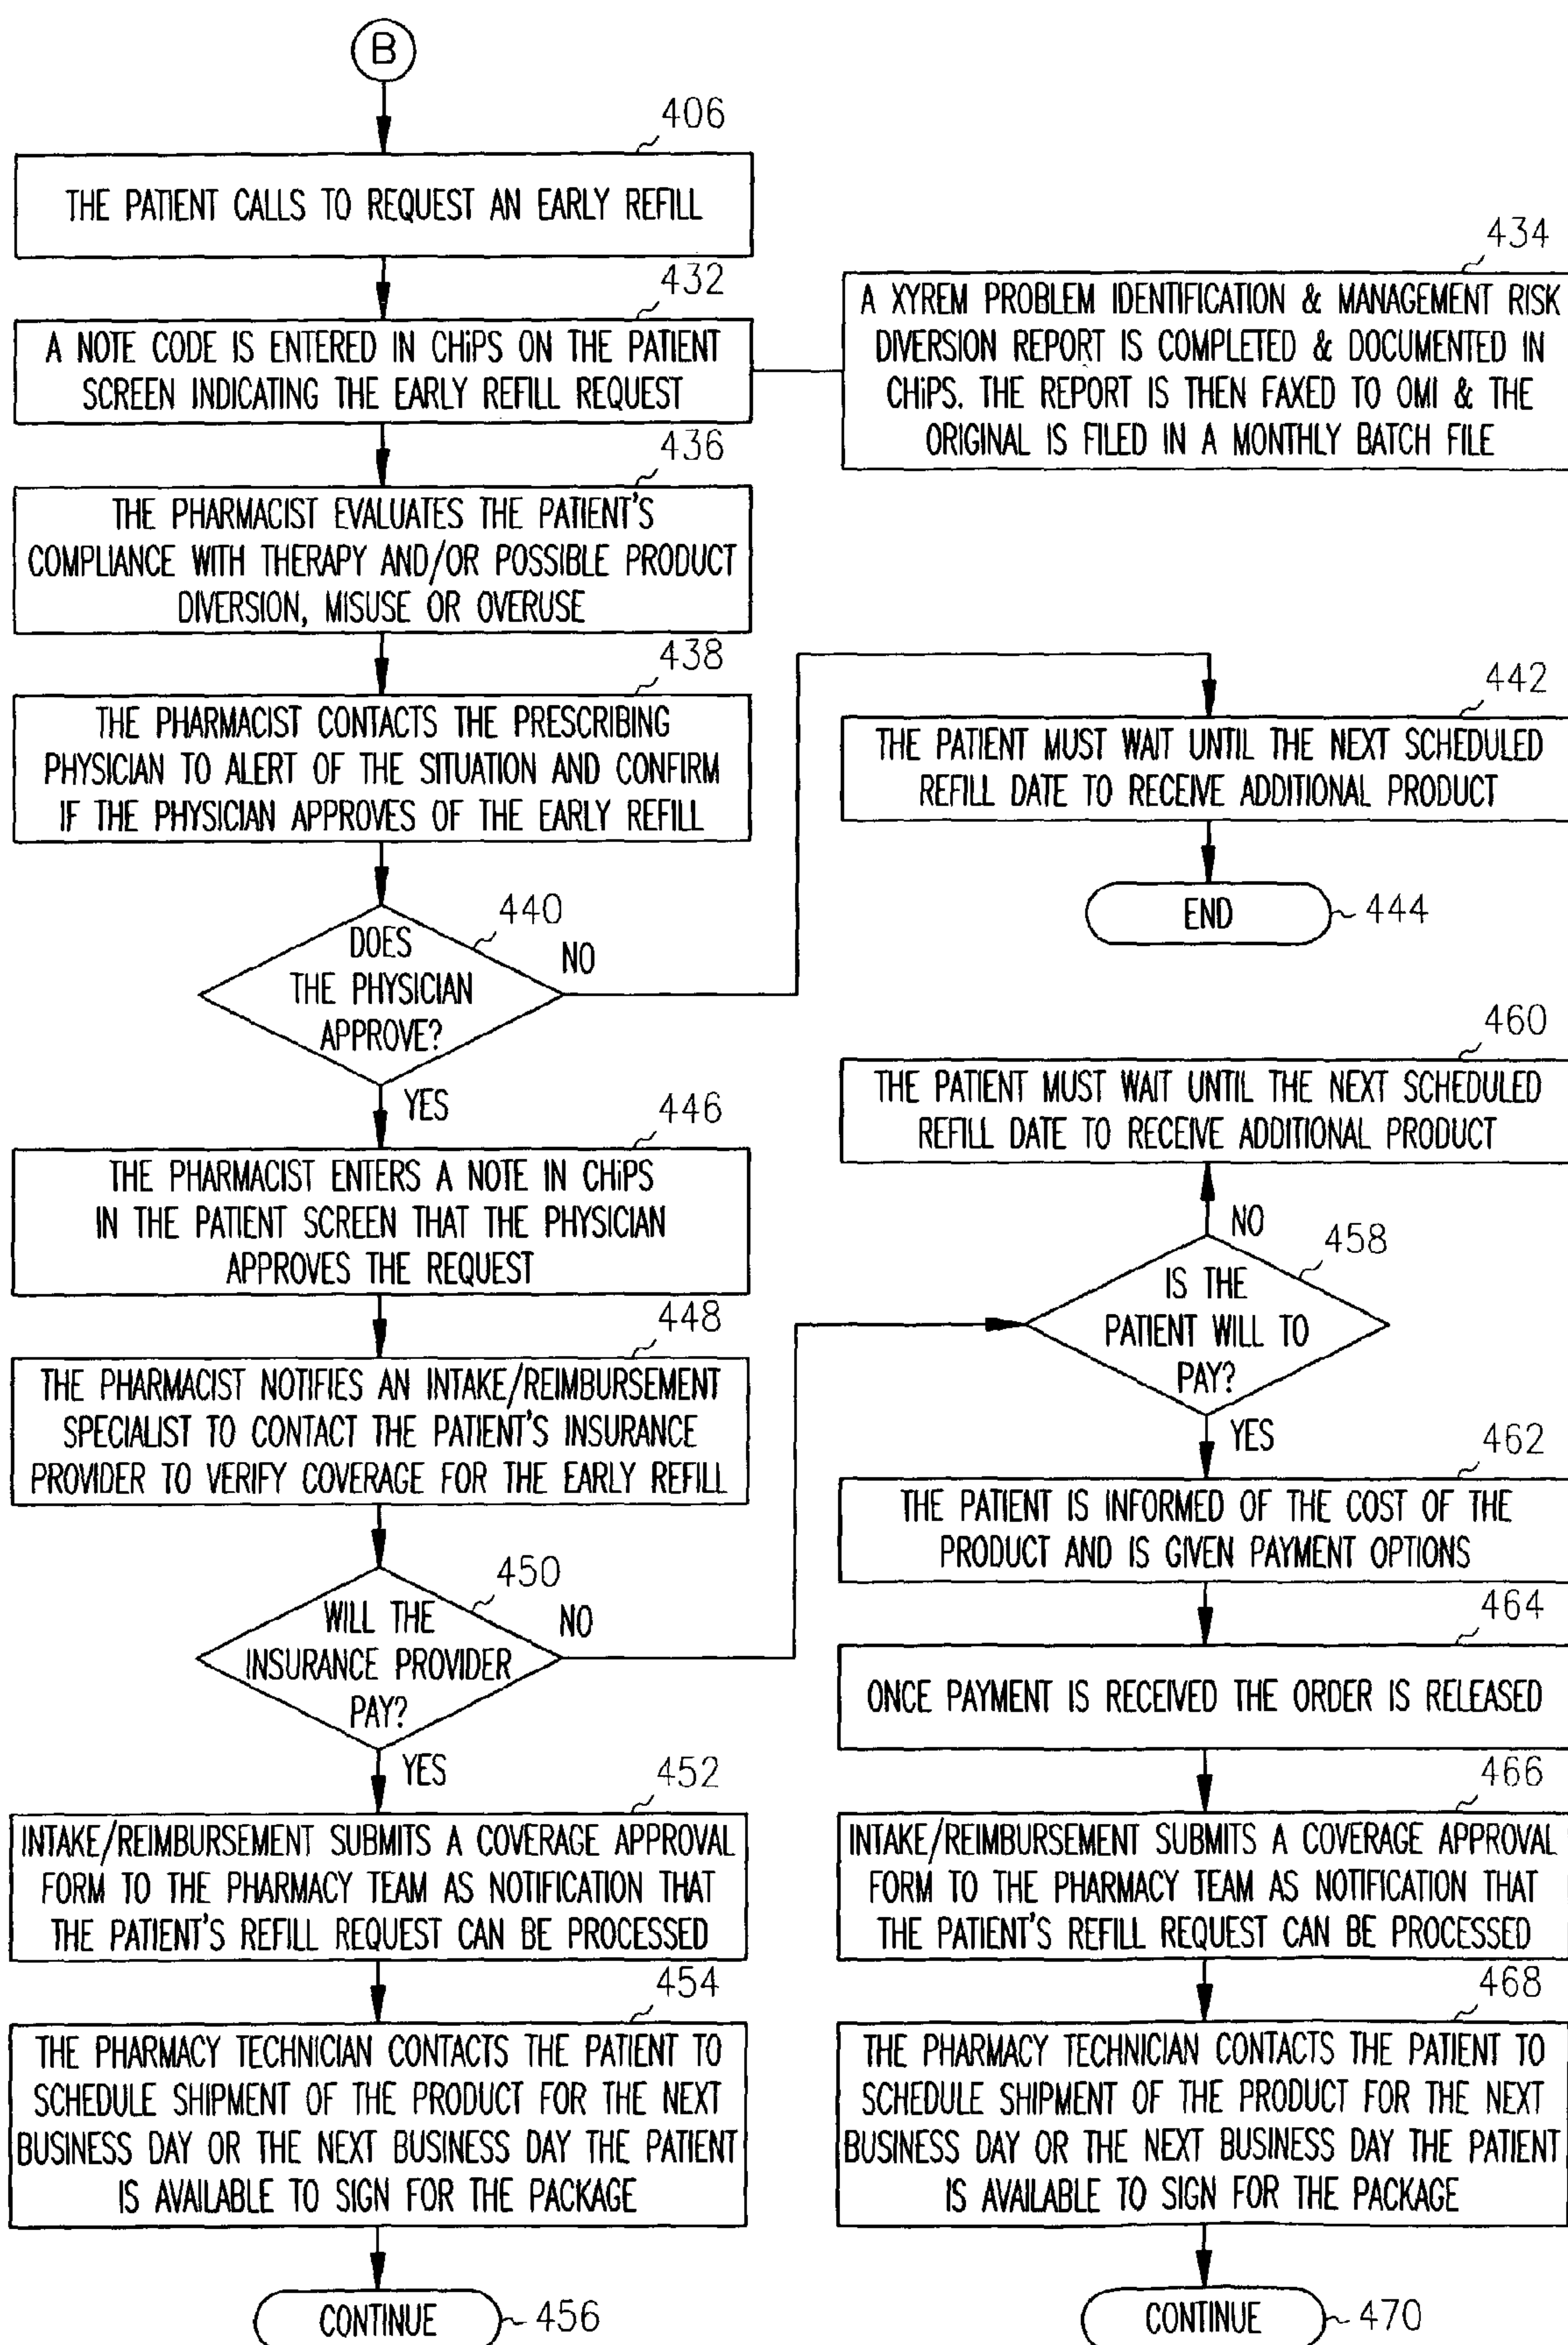 B
406
THE PATIENT CALLS TO REQUEST AN EARLY REFILL
432
A NOTE CODE IS ENTERED IN CHiPS ON THE PATIENT
SCREEN INDICATING THE EARLY REFILL REQUEST
434
A XYREM PROBLEM IDENTIFICATION & MANAGEMENT RISK
DIVERSION REPORT IS COMPLETED & DOCUMENTED IN
CHiPS. THE REPORT IS THEN FAXED TO OMI & THE
ORIGINAL IS FILED IN A MONTHLY BATCH FILE
436
THE PHARMACIST EVALUATES THE PATIENT'S
COMPLIANCE WITH THERAPY AND/OR POSSIBLE PRODUCT
DIVERSION, MISUSE OR OVERUSE
438
THE PHARMACIST CONTACTS THE PRESCRIBING
PHYSICIAN TO ALERT OF THE SITUATION AND CONFIRM
IF THE PHYSICIAN APPROVES OF THE EARLY REFILL
440
DOES
THE PHYSICIAN
APPROVE?
NO
442
THE PATIENT MUST WAIT UNTIL THE NEXT SCHEDULED
REFILL DATE TO RECEIVE ADDITIONAL PRODUCT
END
444
YES
446
THE PHARMACIST ENTERS A NOTE IN CHiPS
IN THE PATIENT SCREEN THAT THE PHYSICIAN
APPROVES THE REQUEST
448
THE PHARMACIST NOTIFIES AN INTAKE/REIMBURSEMENT
SPECIALIST TO CONTACT THE PATIENT'S INSURANCE
PROVIDER TO VERIFY COVERAGE FOR THE EARLY REFILL
450
WILL THE
INSURANCE PROVIDER
PAY?
NO
YES
452
INTAKE/REIMBURSEMENT SUBMITS A COVERAGE APPROVAL
FORM TO THE PHARMACY TEAM AS NOTIFICATION THAT
THE PATIENT'S REFILL REQUEST CAN BE PROCESSED
454
THE PHARMACY TECHNICIAN CONTACTS THE PATIENT TO
SCHEDULE SHIPMENT OF THE PRODUCT FOR THE NEXT
BUSINESS DAY OR THE NEXT BUSINESS DAY THE PATIENT
IS AVAILABLE TO SIGN FOR THE PACKAGE
CONTINUE
456
460
THE PATIENT MUST WAIT UNTIL THE NEXT SCHEDULED
REFILL DATE TO RECEIVE ADDITIONAL PRODUCT
NO
458
IS THE
PATIENT WILL TO
PAY?
YES
462
THE PATIENT IS INFORMED OF THE COST OF THE
PRODUCT AND IS GIVEN PAYMENT OPTIONS
464
ONCE PAYMENT IS RECEIVED THE ORDER IS RELEASED
466
INTAKE/REIMBURSEMENT SUBMITS A COVERAGE APPROVAL
FORM TO THE PHARMACY TEAM AS NOTIFICATION THAT
THE PATIENT'S REFILL REQUEST CAN BE PROCESSED
468
THE PHARMACY TECHNICIAN CONTACTS THE PATIENT TO
SCHEDULE SHIPMENT OF THE PRODUCT FOR THE NEXT
BUSINESS DAY OR THE NEXT BUSINESS DAY THE PATIENT
IS AVAILABLE TO SIGN FOR THE PACKAGE
CONTINUE
470